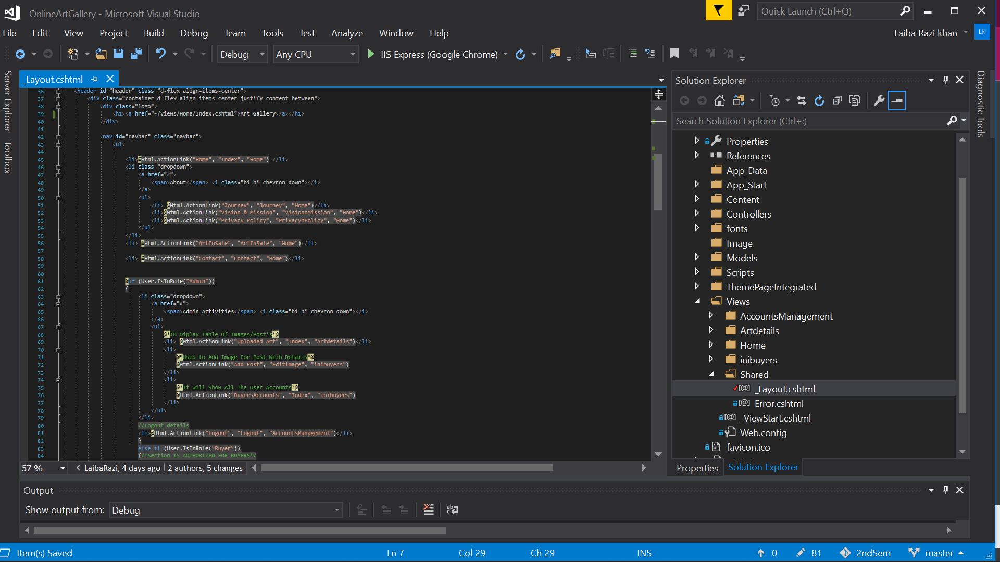 OnlineArtGallery - Microsoft Visual Studio
Quick Launch (Ctrl+Q)
File Edit View Project Build Debug Team Tools Test Analyze Window Help
Laiba Razi khan LK
Debug Any CPU IIS Express (Google Chrome)
Server Explorer
Toolbox
_Layout.cshtml
36 <header id="header" class="d-flex align-items-center">
37 <div class="container d-flex align-items-center justify-content-between">
38 <div class="logo">
39 <h1><a href="~/Views/Home/Index.cshtml">Art-Gallery</a></h1>
40 </div>
41
42 <nav id="navbar" class="navbar">
43 <ul>
44
45 <li>@Html.ActionLink("Home", "Index", "Home") </li>
46 <li class="dropdown">
47 <a href="#">
48 <span>About</span> <i class="bi bi-chevron-down"></i>
49 </a>
50 <ul>
51 <li> @Html.ActionLink("Journey", "Journey", "Home")</li>
52 <li>@Html.ActionLink("Vision & Mission", "visionnMission", "Home")</li>
53 <li>@Html.ActionLink("Privacy Policy", "PrivacynPolicy", "Home")</li>
54 </ul>
55 </li>
56 <li> @Html.ActionLink("ArtInSale", "ArtInSale", "Home")</li>
57
58 <li> @Html.ActionLink("Contact", "Contact", "Home")</li>
59
60
61 @if (User.IsInRole("Admin"))
62 {
63 <li class="dropdown">
64 <a href="#">
65 <span>Admin Activities</span> <i class="bi bi-chevron-down"></i>
66 </a>
67 <ul>
68 @*TO Diplay Table Of Images/Post's*@
69 <li> @Html.ActionLink("Uploaded Art", "Index", "Artdetails")</li>
70 <li>
71 @*Used to Add Image For Post With Details*@
72 @Html.ActionLink("Add-Post", "Editimage", "inibuyers")
73 </li>
74 <li>
75 @*It Will Show All The User Accounts*@
76 @Html.ActionLink("BuyersAccounts", "Index", "inibuyers")
77 </li>
78 </ul>
79 </li>
80 //Logout details
81 <li>@Html.ActionLink("Logout", "Logout", "AccountsManagement")</li>
82 }
83 else if (User.IsInRole("Buyer"))
84 {/*Section IS AUTHORIZED FOR BUYERS*/
57 % LaibaRazi, 4 days ago | 2 authors, 5 changes
Solution Explorer
Search Solution Explorer (Ctrl+;)
Properties
References
App_Data
App_Start
Content
Controllers
fonts
Image
Models
Scripts
ThemePageIntegrated
Views
AccountsManagement
Artdetails
Home
inibuyers
Shared
_Layout.cshtml
Error.cshtml
_ViewStart.cshtml
Web.config
favicon.ico
Properties Solution Explorer
Diagnostic Tools
Output
Show output from: Debug
Item(s) Saved Ln 7 Col 29 Ch 29 INS 0 81 2ndSem master